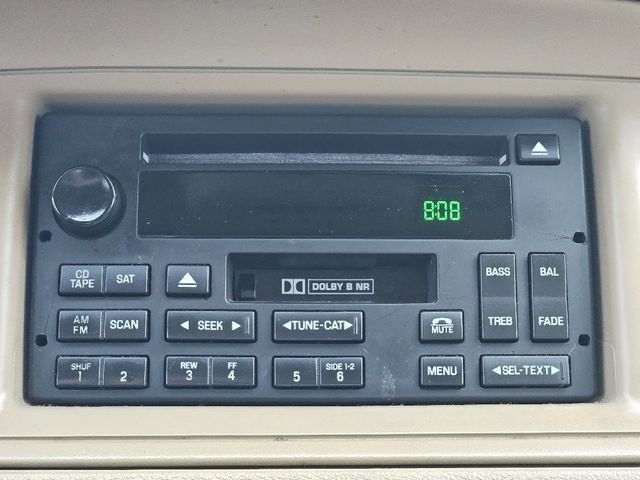 8:08
CD TAPE SAT
DOLBY B NR
BASS BAL
AM FM SCAN
SEEK
TUNE-CAT
MUTE
TREB FADE
SHUF 1 2
REW 3 FF 4
5 SIDE 1-2 6
MENU
SEL-TEXT